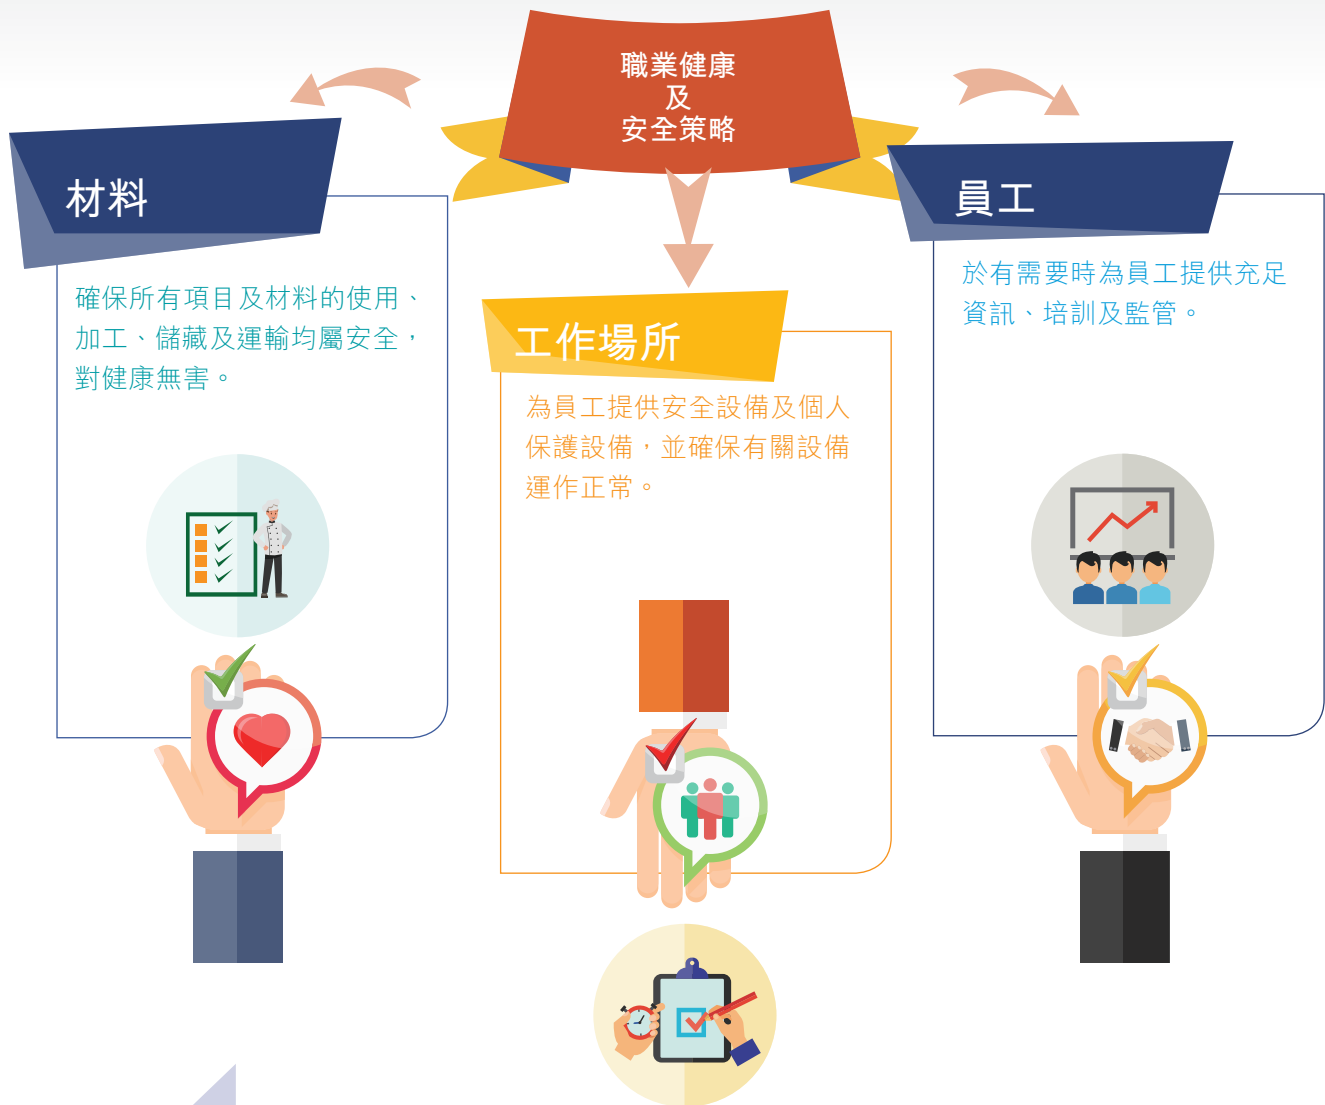 職業健康
及
安全策略
材料
確保所有項目及材料的使用、
加工、儲藏及運輸均屬安全，
對健康無害。
工作場所
為員工提供安全設備及個人
保護設備，並確保有關設備
運作正常。
員工
於有需要時為員工提供充足
資訊、培訓及監管。